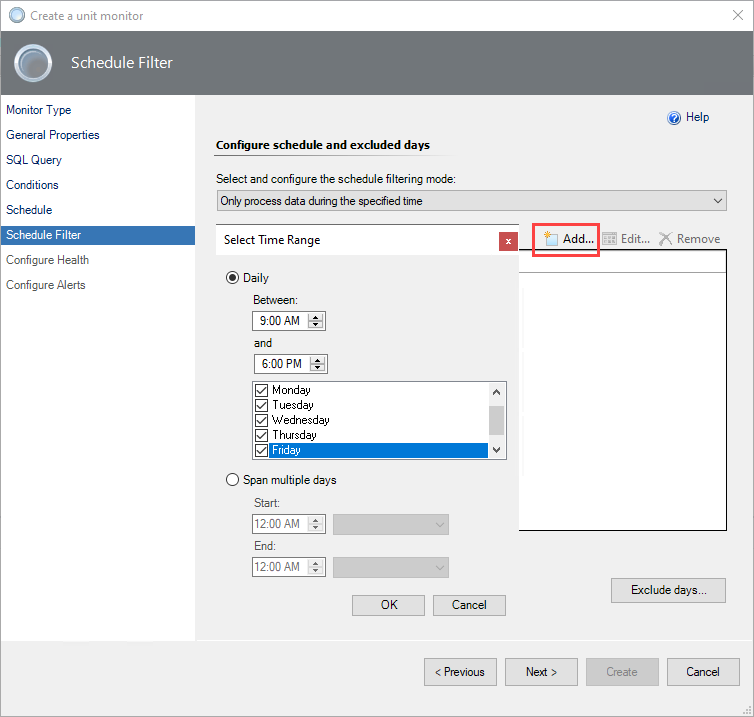 Create a unit monitor
Schedule Filter
Monitor Type
General Properties
SQL Query
Conditions
Schedule
Schedule Filter
Configure Health
Configure Alerts
Help
Configure schedule and excluded days
Select and configure the schedule filtering mode:
Only process data during the specified time
Select Time Range
x
Add... Edit... Remove
Daily
Between:
9:00 AM
and
6:00 PM
Monday
Tuesday
Wednesday
Thursday
Friday
Span multiple days
Start:
12:00 AM
End:
12:00 AM
OK Cancel
Exclude days...
< Previous Next > Create Cancel